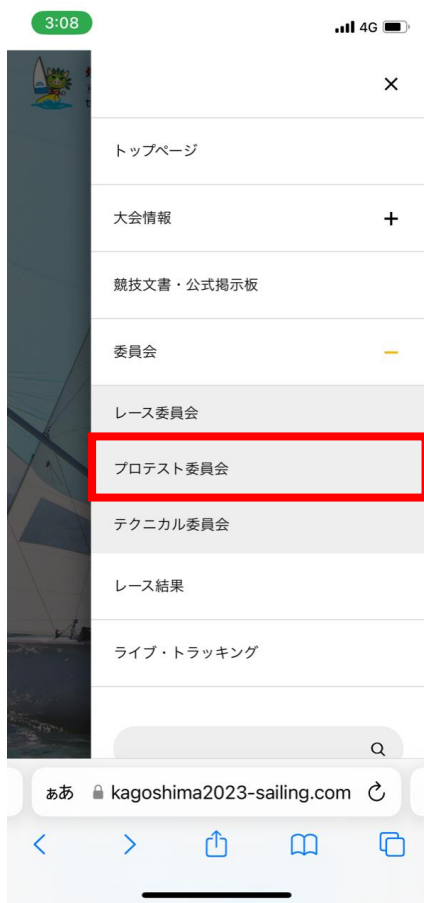 3:08
4G
トップページ
大会情報
競技文書・公式掲示板
委員会
レース委員会
プロテスト委員会
テクニカル委員会
レース結果
ライブ・トラッキング
ああ kagoshima2023-sailing.com